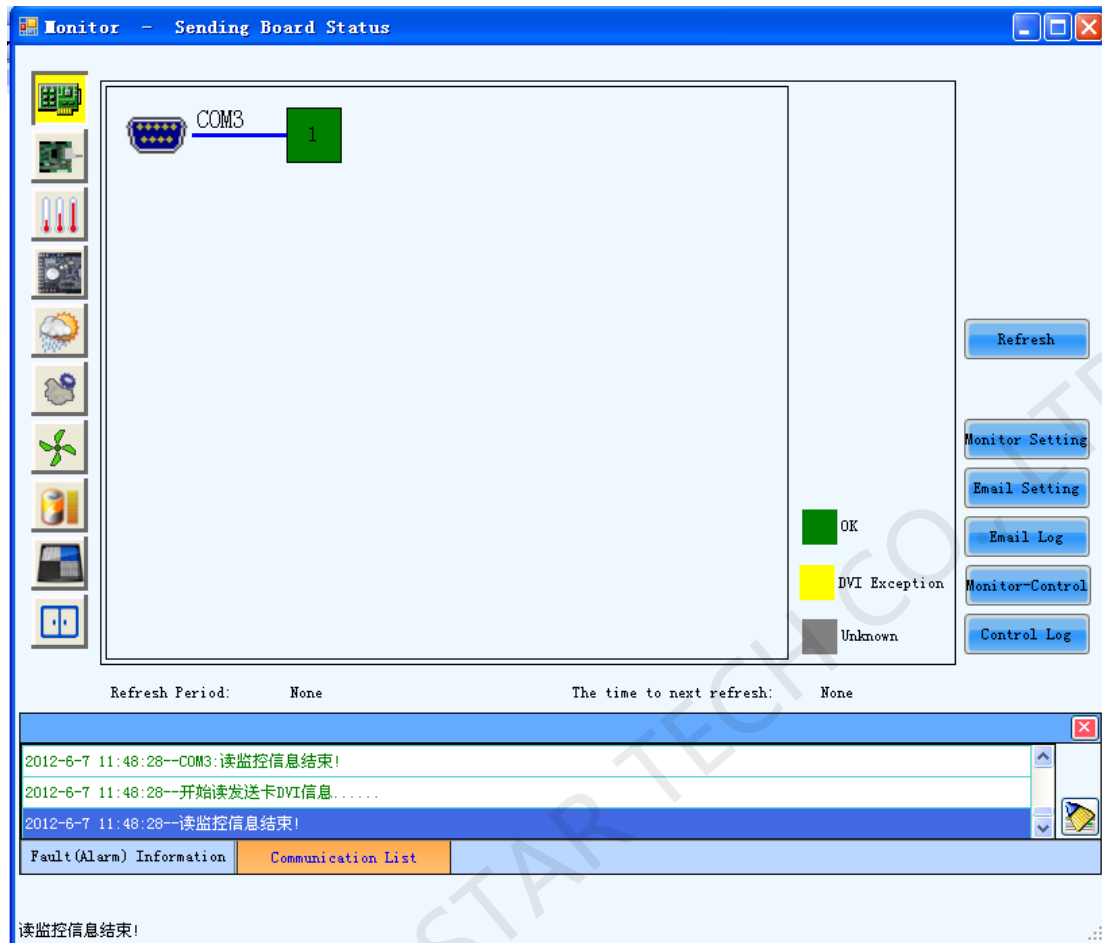 Monitor - Sending Board Status
COM3
1
Refresh
Monitor Setting
Email Setting
OK
Email Log
DVI Exception
Monitor-Control
Unknown
Control Log
Refresh Period: None The time to next refresh: None
2012-6-7 11:48:28--COM3:读监控信息结束!
2012-6-7 11:48:28--开始读发送卡DVI信息......
2012-6-7 11:48:28--读监控信息结束!
Fault(Alarm) Information Communication List
读监控信息结束!
STAR TECH CO., LT